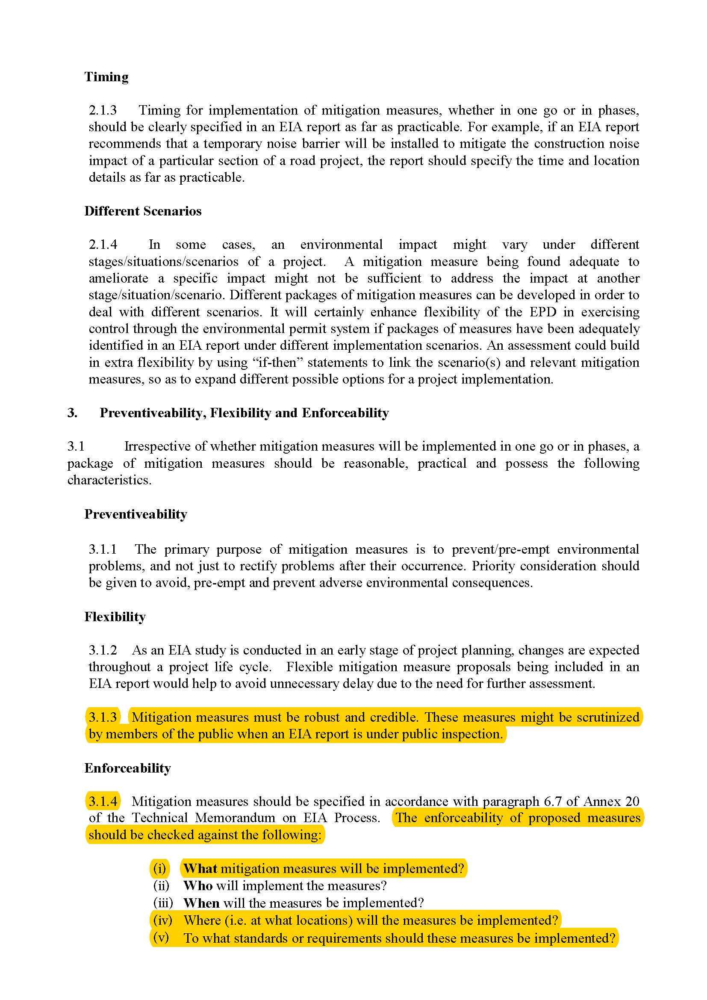 Timing
2.1.3 Timing for implementation of mitigation measures, whether in one go or in phases,
should be clearly specified in an EIA report as far as practicable. For example, if an EIA report
recommends that a temporary noise barrier will be installed to mitigate the construction noise
impact of a particular section of a road project, the report should specify the time and location
details as far as practicable.
Different Scenarios
2.1.4 In some cases, an environmental impact might vary under different
stages/situations/scenarios of a project. A mitigation measure being found adequate to
ameliorate a specific impact might not be sufficient to address the impact at another
stage/situation/scenario. Different packages of mitigation measures can be developed in order to
deal with different scenarios. It will certainly enhance flexibility of the EPD in exercising
control through the environmental permit system if packages of measures have been adequately
identified in an EIA report under different implementation scenarios. An assessment could build
in extra flexibility by using “if-then” statements to link the scenario(s) and relevant mitigation
measures, so as to expand different possible options for a project implementation.
3. Preventiveability, Flexibility and Enforceability
3.1 Irrespective of whether mitigation measures will be implemented in one go or in phases, a
package of mitigation measures should be reasonable, practical and possess the following
characteristics.
Preventiveability
3.1.1 The primary purpose of mitigation measures is to prevent/pre-empt environmental
problems, and not just to rectify problems after their occurrence. Priority consideration should
be given to avoid, pre-empt and prevent adverse environmental consequences.
Flexibility
3.1.2 As an EIA study is conducted in an early stage of project planning, changes are expected
throughout a project life cycle. Flexible mitigation measure proposals being included in an
EIA report would help to avoid unnecessary delay due to the need for further assessment.
3.1.3 Mitigation measures must be robust and credible. These measures might be scrutinized
by members of the public when an EIA report is under public inspection.
Enforceability
3.1.4 Mitigation measures should be specified in accordance with paragraph 6.7 of Annex 20
of the Technical Memorandum on EIA Process. The enforceability of proposed measures
should be checked against the following:
(i) What mitigation measures will be implemented?
(ii) Who will implement the measures?
(iii) When will the measures be implemented?
(iv) Where (i.e. at what locations) will the measures be implemented?
(v) To what standards or requirements should these measures be implemented?